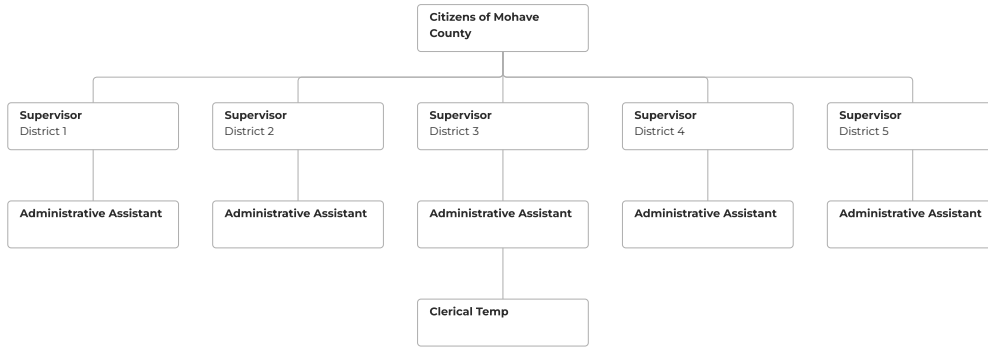 Citizens of Mohave
County
Supervisor
District 1
Supervisor
District 2
Supervisor
District 3
Supervisor
District 4
Supervisor
District 5
Administrative Assistant
Administrative Assistant
Administrative Assistant
Administrative Assistant
Administrative Assistant
Clerical Temp